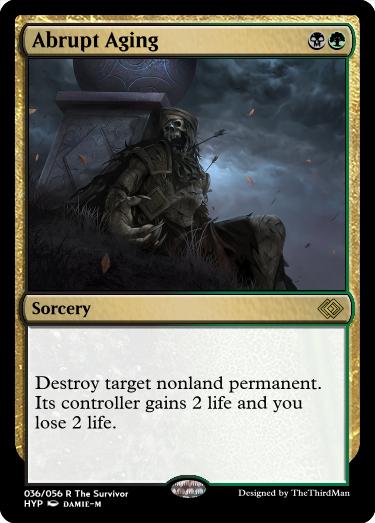 Abrupt Aging
Sorcery
Destroy target nonland permanent.
Its controller gains 2 life and you
lose 2 life.
036/056 R The Survivor
HYP DAMIE-M
Designed by TheThirdMan